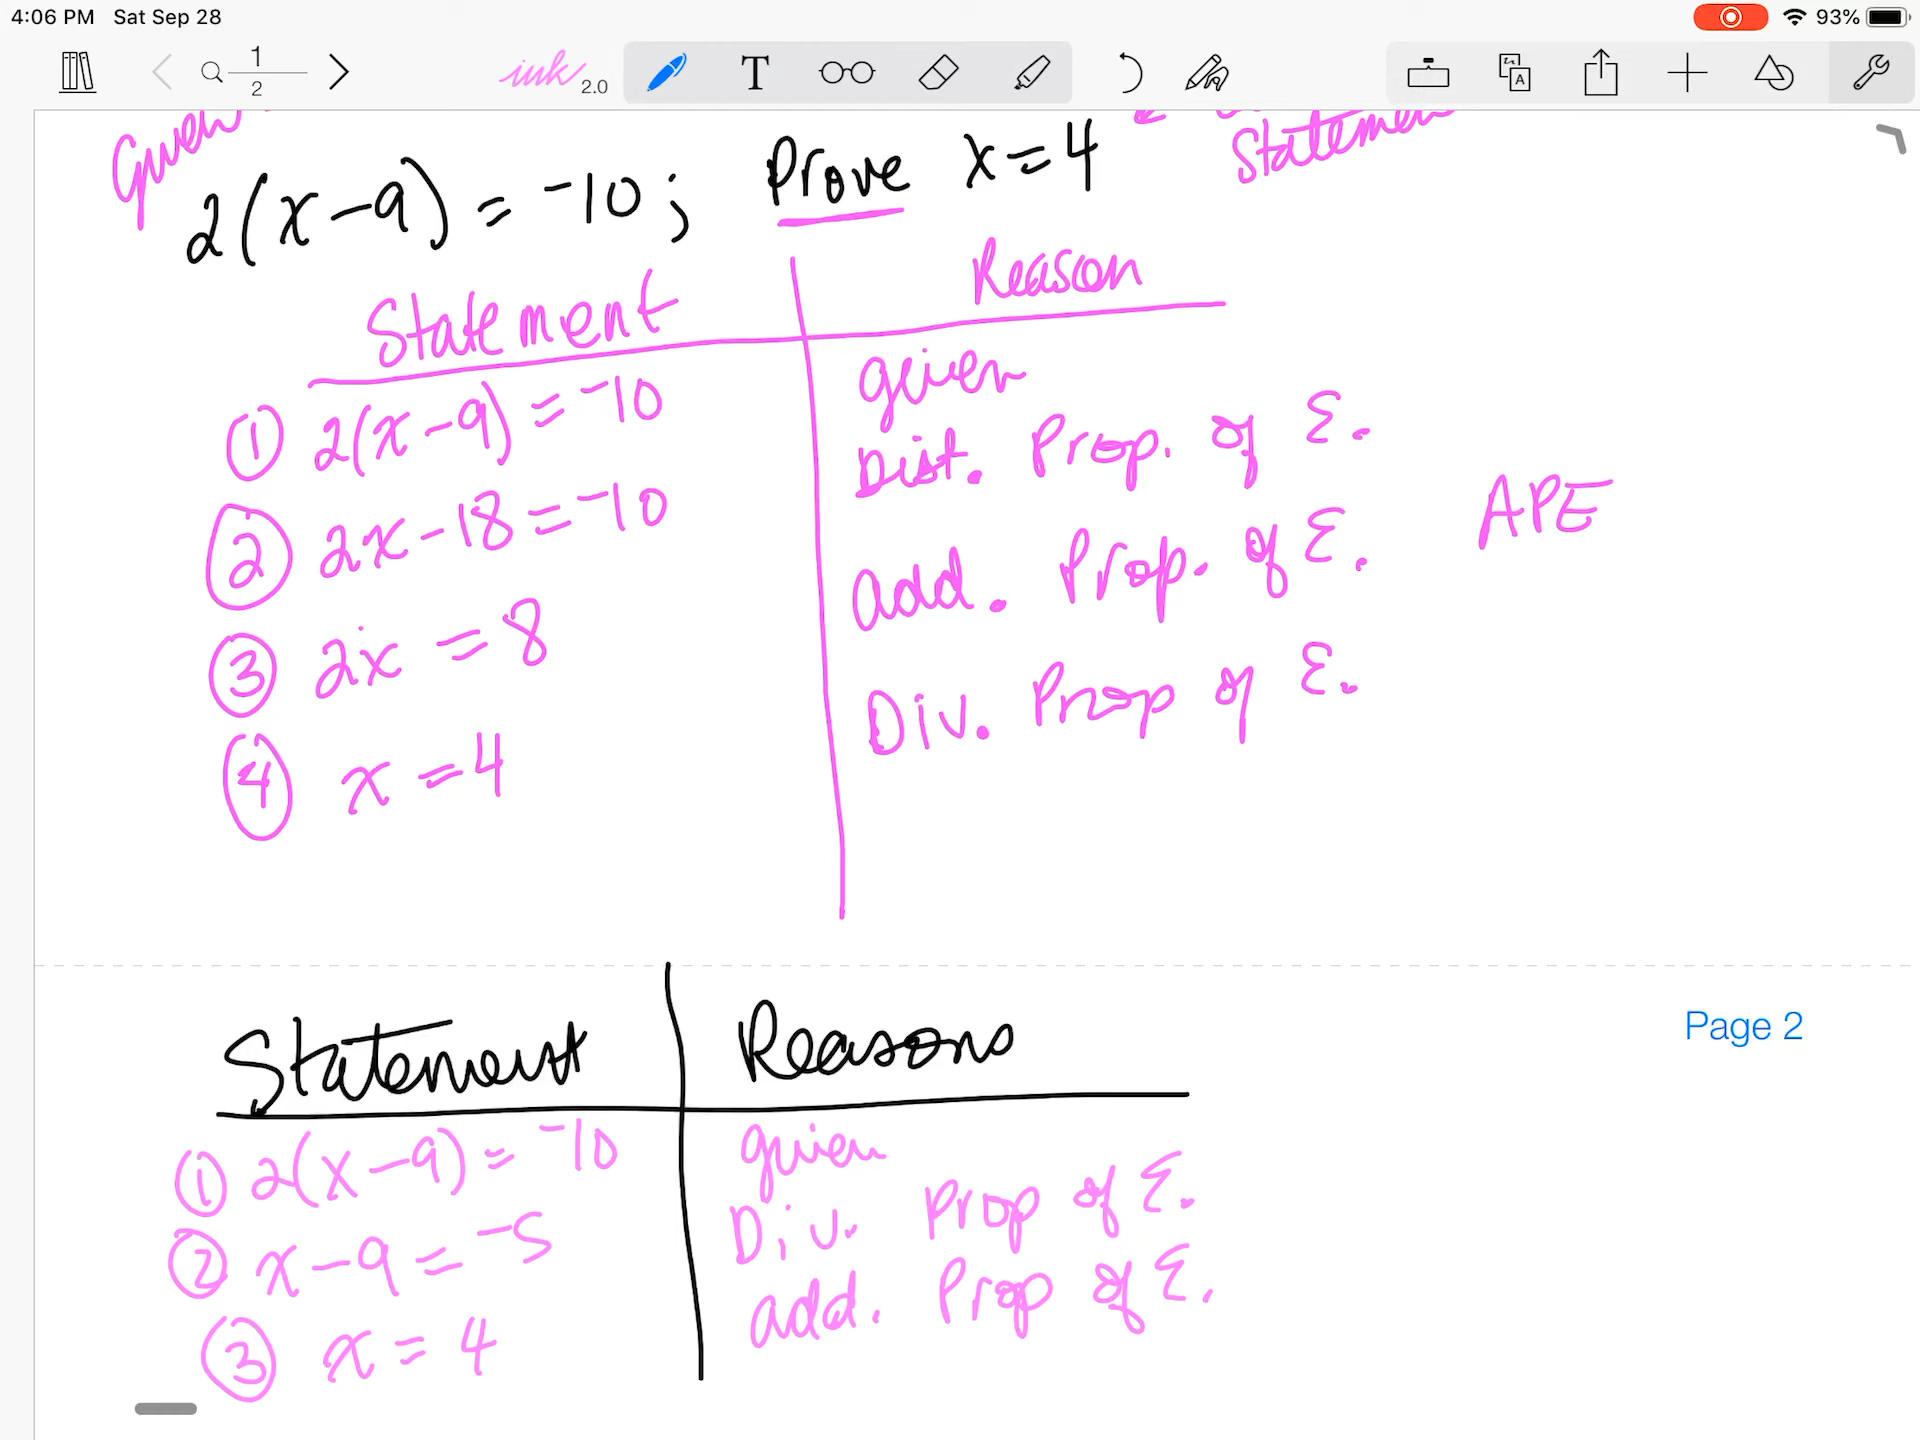 4:06 PM Sat Sep 28
93%
1
2
ink 2.0
T
Given
2(x-9) = -10; Prove x=4
Statement
Statement
Reason
① 2(x-9) = -10
given
② 2x-18 = -10
Dist. Prop. of E.
③ 2x = 8
add. Prop. of E.
APE
④ x = 4
Div. Prop of E.
Page 2
Statement
Reasons
① 2(x-9) = -10
given
② x-9 = -5
Div. Prop of E.
③ x = 4
add. Prop of E.